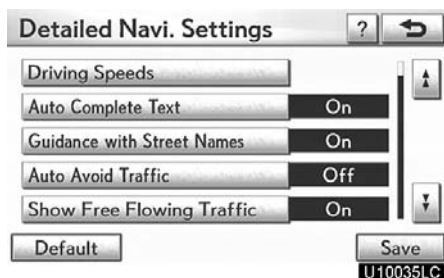 Detailed Navi. Settings ?
Driving Speeds
Auto Complete Text On
Guidance with Street Names On
Auto Avoid Traffic Off
Show Free Flowing Traffic On
Default Save
U10035LC